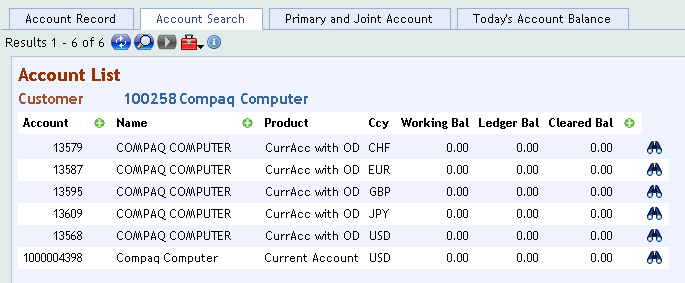 Account Record Account Search Primary and Joint Account Today's Account Balance
Results 1 - 6 of 6
Account List
Customer 100258 Compaq Computer
Account Name Product Ccy Working Bal Ledger Bal Cleared Bal
13579 COMPAQ COMPUTER CurrAcc with OD CHF 0.00 0.00 0.00
13587 COMPAQ COMPUTER CurrAcc with OD EUR 0.00 0.00 0.00
13595 COMPAQ COMPUTER CurrAcc with OD GBP 0.00 0.00 0.00
13609 COMPAQ COMPUTER CurrAcc with OD JPY 0.00 0.00 0.00
13568 COMPAQ COMPUTER CurrAcc with OD USD 0.00 0.00 0.00
1000004398 Compaq Computer Current Account USD 0.00 0.00 0.00